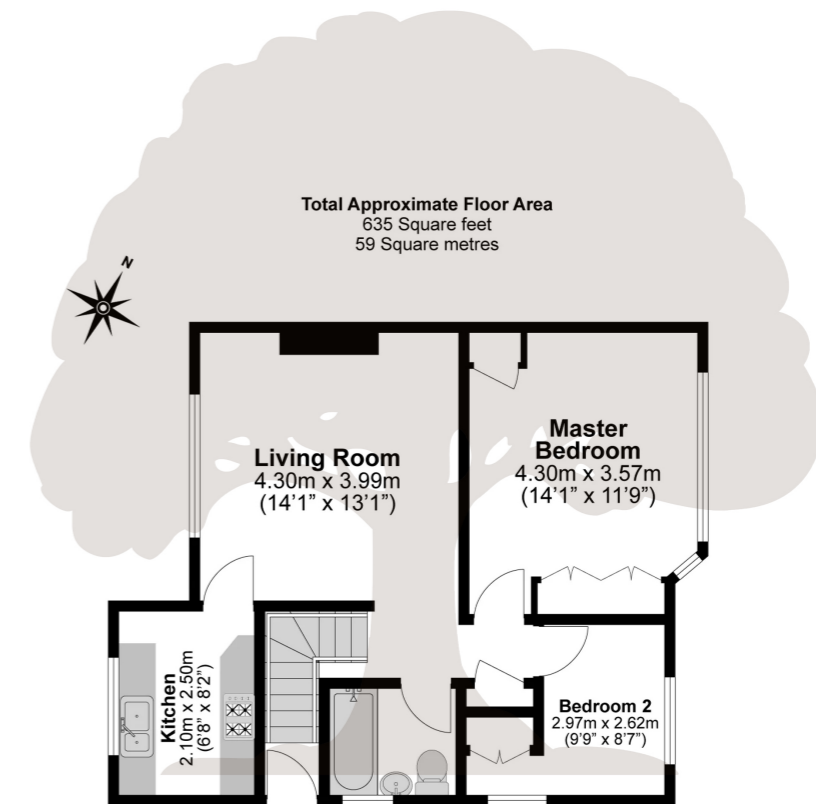 Total Approximate Floor Area
635 Square feet
59 Square metres
N
Living Room
4.30m x 3.99m
(14’1” x 13’1”)
Master
Bedroom
4.30m x 3.57m
(14’1” x 11’9”)
Kitchen
2.10m x 2.50m
(6’8” x 8’2”)
Bedroom 2
2.97m x 2.62m
(9’9” x 8’7”)